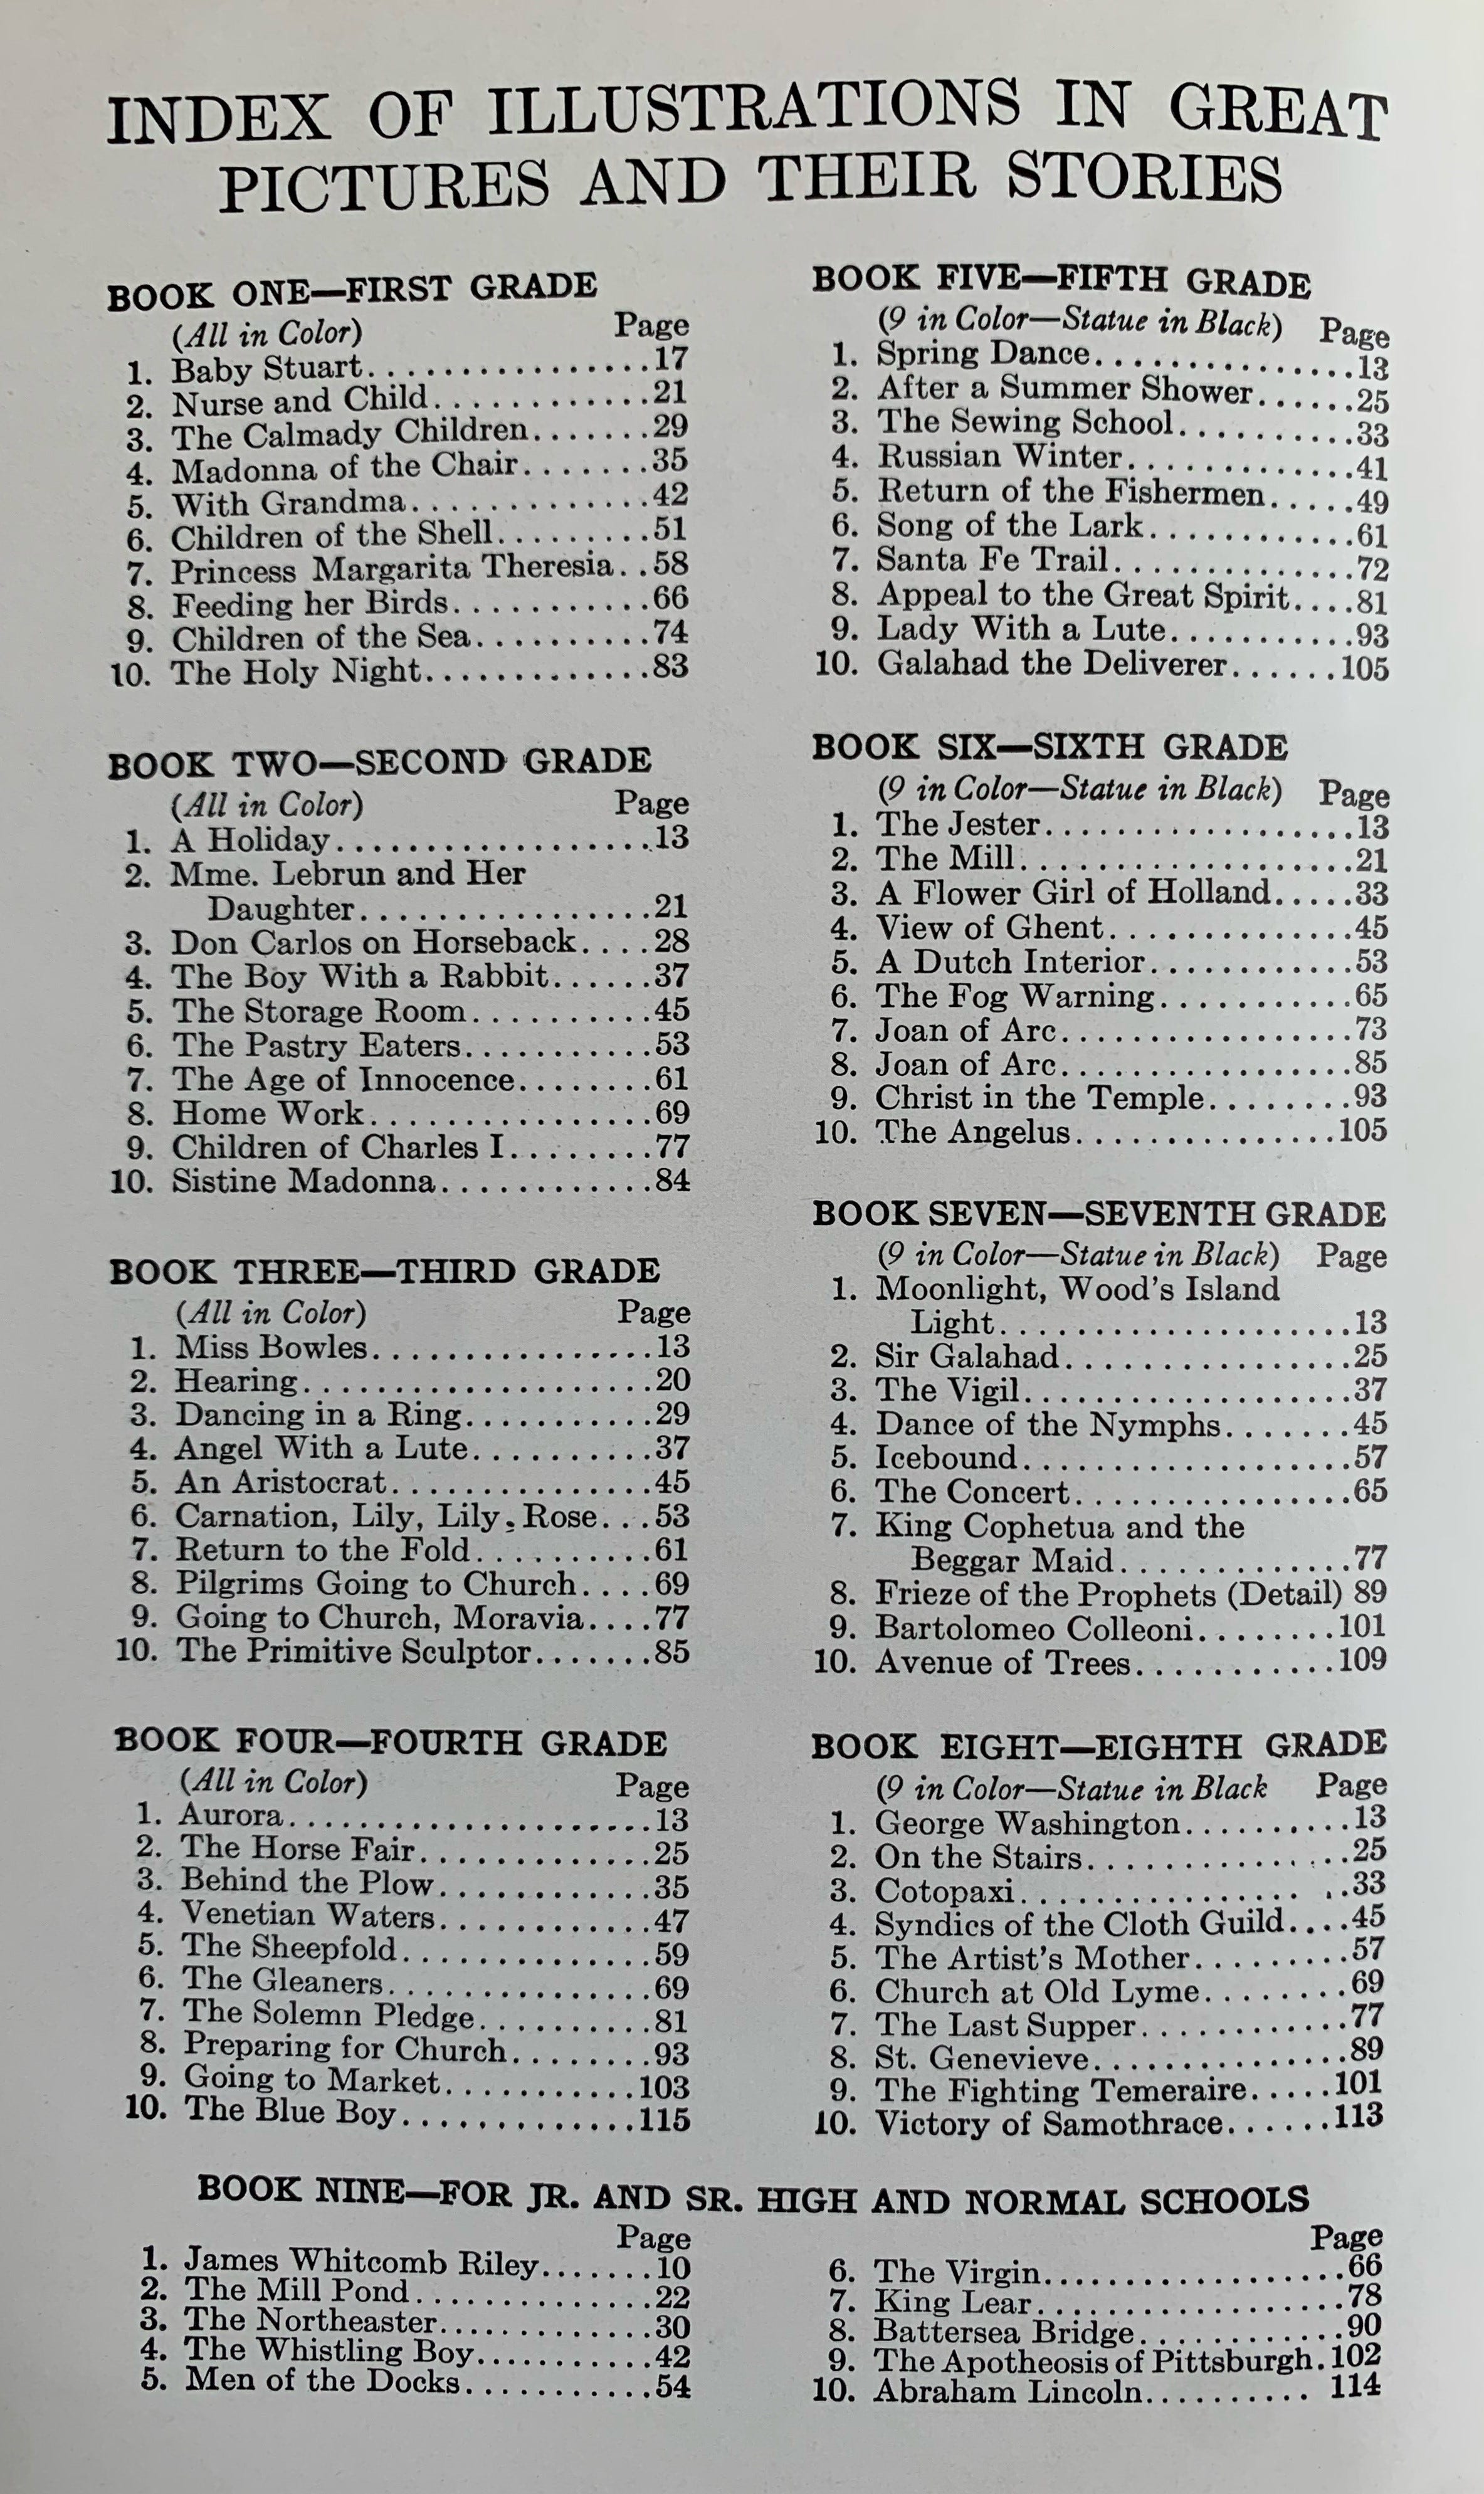 INDEX OF ILLUSTRATIONS IN GREAT
PICTURES AND THEIR STORIES
BOOK ONE—FIRST GRADE
(All in Color) Page
1. Baby Stuart................17
2. Nurse and Child............21
3. The Calmady Children.......29
4. Madonna of the Chair.......35
5. With Grandma.............42
6. Children of the Shell.........51
7. Princess Margarita Theresia..58
8. Feeding her Birds...........66
9. Children of the Sea..........74
10. The Holy Night.............83
BOOK TWO—SECOND GRADE
(All in Color) Page
1. A Holiday..................13
2. Mme. Lebrun and Her
Daughter................21
3. Don Carlos on Horseback....28
4. The Boy With a Rabbit......37
5. The Storage Room..........45
6. The Pastry Eaters...........53
7. The Age of Innocence........61
8. Home Work................69
9. Children of Charles I........77
10. Sistine Madonna............84
BOOK THREE—THIRD GRADE
(All in Color) Page
1. Miss Bowles................13
2. Hearing....................20
3. Dancing in a Ring...........29
4. Angel With a Lute..........37
5. An Aristocrat...............45
6. Carnation, Lily, Lily, Rose...53
7. Return to the Fold..........61
8. Pilgrims Going to Church....69
9. Going to Church, Moravia....77
10. The Primitive Sculptor.......85
BOOK FOUR—FOURTH GRADE
(All in Color) Page
1. Aurora.....................13
2. The Horse Fair.............25
3. Behind the Plow............35
4. Venetian Waters............47
5. The Sheepfold..............59
6. The Gleaners...............69
7. The Solemn Pledge..........81
8. Preparing for Church........93
9. Going to Market...........103
10. The Blue Boy.............115
BOOK FIVE—FIFTH GRADE
(9 in Color—Statue in Black) Page
1. Spring Dance...............13
2. After a Summer Shower......25
3. The Sewing School..........33
4. Russian Winter.............41
5. Return of the Fishermen.....49
6. Song of the Lark............61
7. Santa Fe Trail..............72
8. Appeal to the Great Spirit....81
9. Lady With a Lute...........93
10. Galahad the Deliverer......105
BOOK SIX—SIXTH GRADE
(9 in Color—Statue in Black) Page
1. The Jester..................13
2. The Mill...................21
3. A Flower Girl of Holland.....33
4. View of Ghent..............45
5. A Dutch Interior............53
6. The Fog Warning...........65
7. Joan of Arc.................73
8. Joan of Arc.................85
9. Christ in the Temple........93
10. The Angelus...............105
BOOK SEVEN—SEVENTH GRADE
(9 in Color—Statue in Black) Page
1. Moonlight, Wood's Island
Light....................13
2. Sir Galahad................25
3. The Vigil...................37
4. Dance of the Nymphs.......45
5. Icebound...................57
6. The Concert................65
7. King Cophetua and the
Beggar Maid.............77
8. Frieze of the Prophets (Detail) 89
9. Bartolomeo Colleoni........101
10. Avenue of Trees...........109
BOOK EIGHT—EIGHTH GRADE
(9 in Color—Statue in Black Page
1. George Washington..........13
2. On the Stairs...............25
3. Cotopaxi..................33
4. Syndics of the Cloth Guild....45
5. The Artist's Mother.........57
6. Church at Old Lyme........69
7. The Last Supper............77
8. St. Genevieve...............89
9. The Fighting Temeraire.....101
10. Victory of Samothrace......113
BOOK NINE—FOR JR. AND SR. HIGH AND NORMAL SCHOOLS
Page
1. James Whitcomb Riley.......10
2. The Mill Pond..............22
3. The Northeaster.............30
4. The Whistling Boy...........42
5. Men of the Docks...........54
Page
6. The Virgin..................66
7. King Lear..................78
8. Battersea Bridge............90
9. The Apotheosis of Pittsburgh.102
10. Abraham Lincoln.......... 114